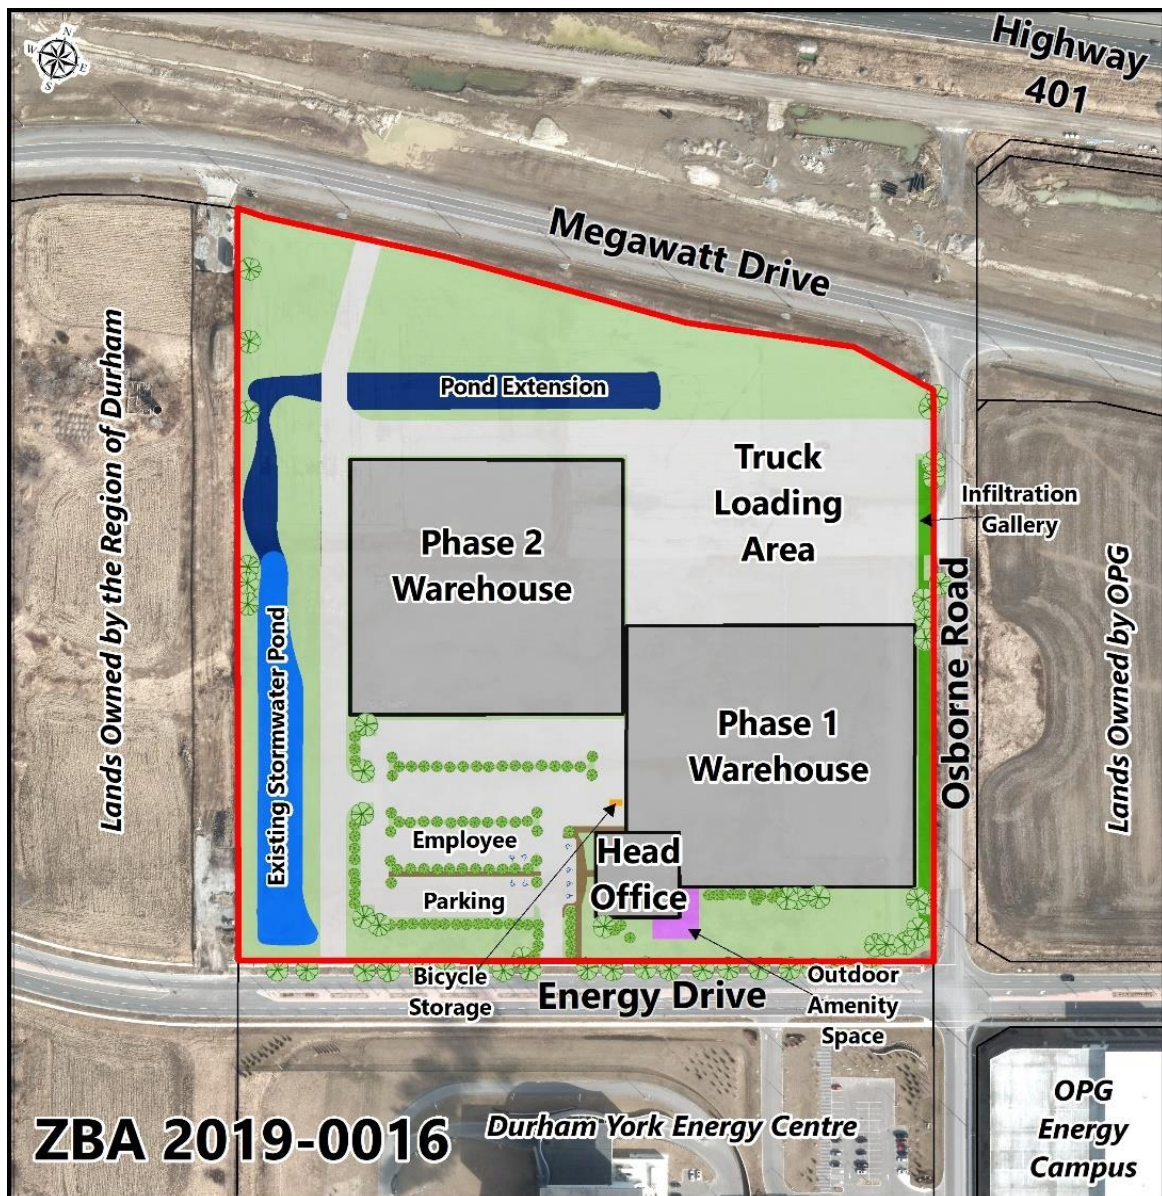 Highway
401
N
W
E
S
Megawatt Drive
Pond Extension
Lands Owned by the Region of Durham
Truck
Loading
Area
Infiltration
Gallery
Phase 2
Warehouse
Existing Stormwater Pond
Osborne Road
Lands Owned by OPG
Phase 1
Warehouse
Employee
Parking
Head
Office
Bicycle
Storage
Energy Drive
Outdoor
Amenity
Space
ZBA 2019-0016
Durham York Energy Centre
OPG
Energy
Campus